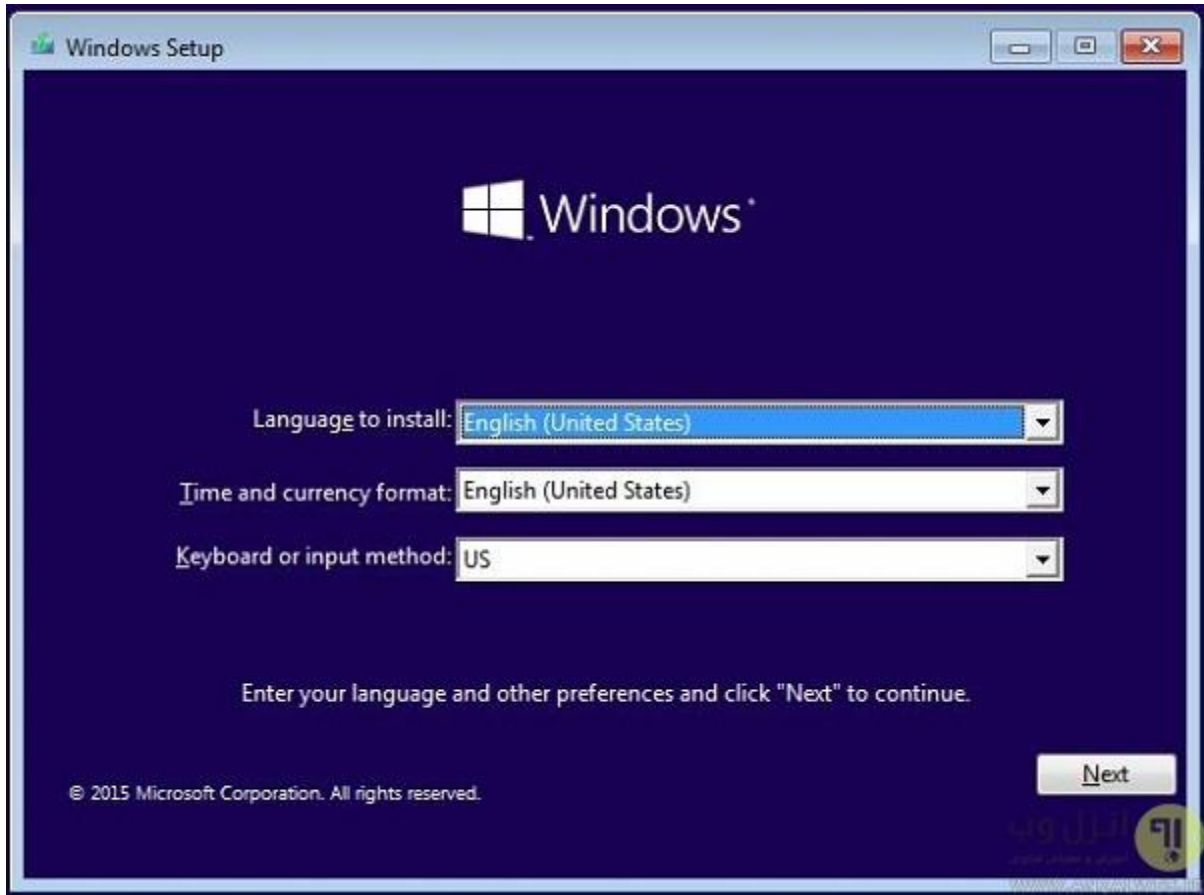 Windows Setup
Windows
Language to install: English (United States)
Time and currency format: English (United States)
Keyboard or input method: US
Enter your language and other preferences and click "Next" to continue.
Next
© 2015 Microsoft Corporation. All rights reserved.
انزل وب